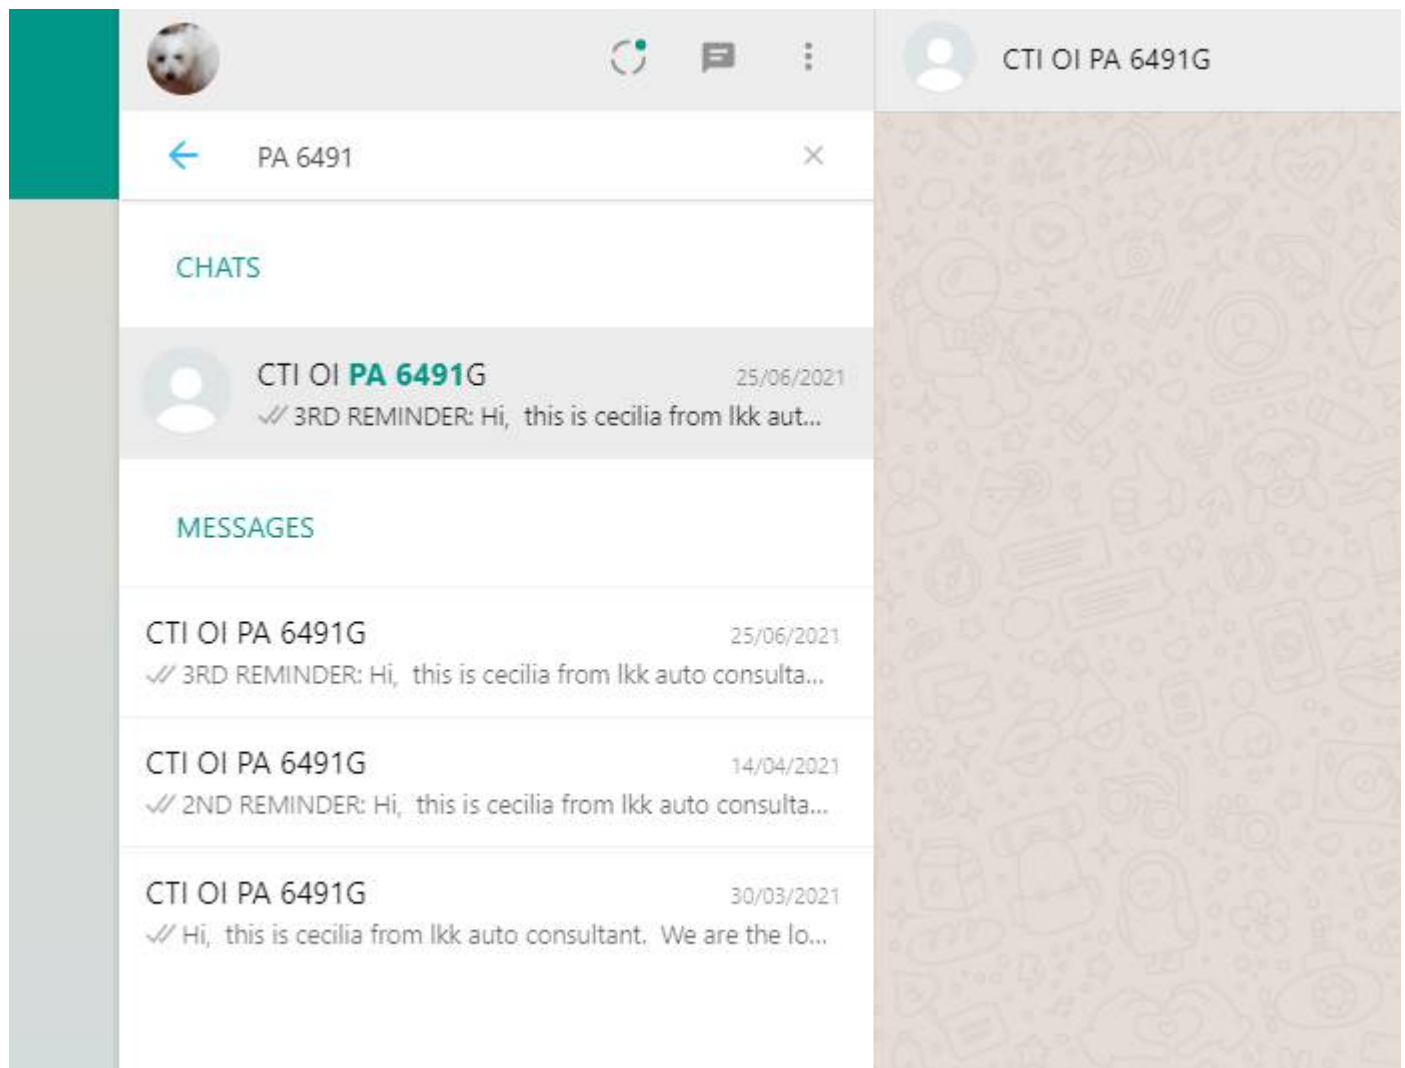 CTI OI PA 6491G
PA 6491
CHATS
CTI OI PA 6491G
25/06/2021
3RD REMINDER: Hi,  this is cecilia from lkk aut...
MESSAGES
CTI OI PA 6491G
25/06/2021
3RD REMINDER: Hi,  this is cecilia from lkk auto consulta...
CTI OI PA 6491G
14/04/2021
2ND REMINDER: Hi,  this is cecilia from lkk auto consulta...
CTI OI PA 6491G
30/03/2021
Hi,  this is cecilia from lkk auto consultant.  We are the lo...